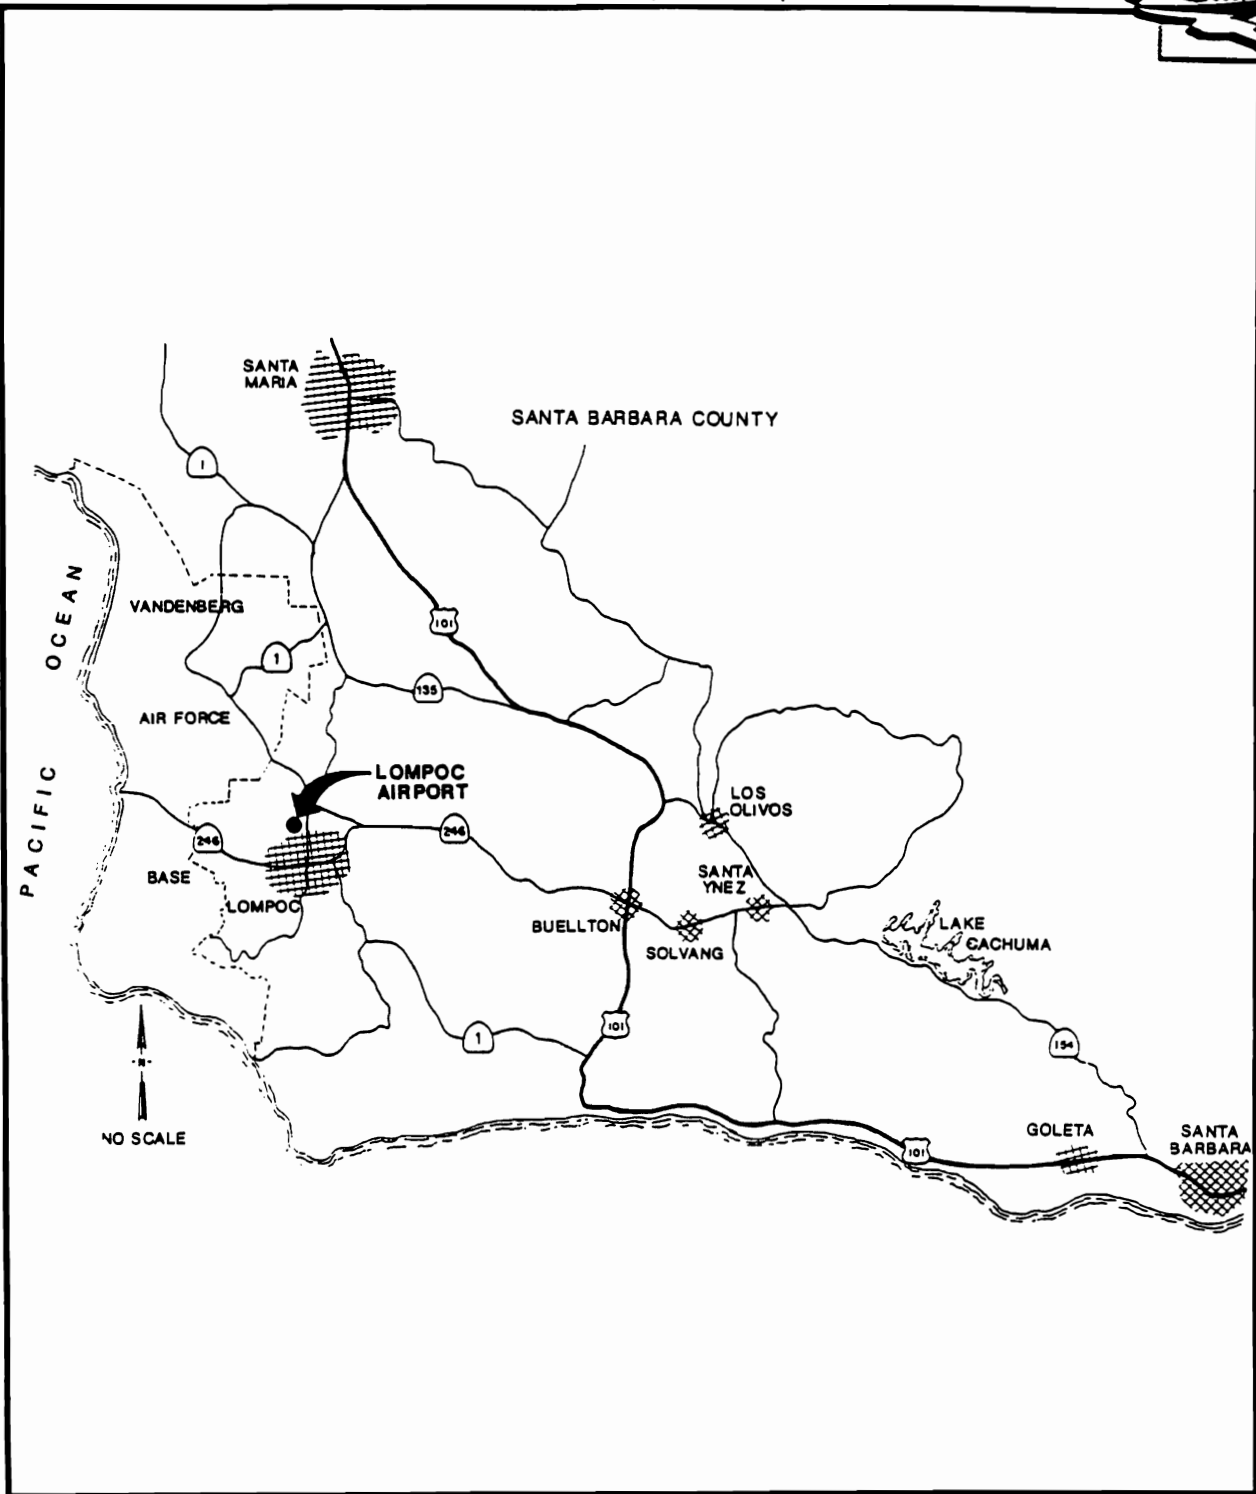 SANTA
MARIA
SANTA BARBARA COUNTY
1
PACIFIC OCEAN
VANDENBERG
101
1
135
AIR FORCE
LOMPOC
AIRPORT
LOS
OLIVOS
246
246
BASE
SANTA
YNEZ
LOMPOC
BUELLTON
SOLVANG
LAKE
CACHUMA
101
1
154
N
NO SCALE
GOLETA
SANTA
BARBARA
101